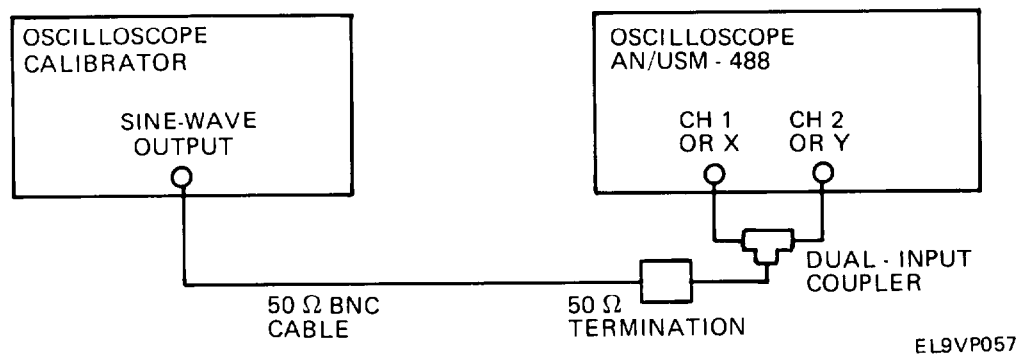 OSCILLOSCOPE
CALIBRATOR
SINE-WAVE
OUTPUT
OSCILLOSCOPE
AN/USM - 488
CH 1
OR X
CH 2
OR Y
DUAL - INPUT
COUPLER
50 Ω BNC
CABLE
50 Ω
TERMINATION
EL9VP057